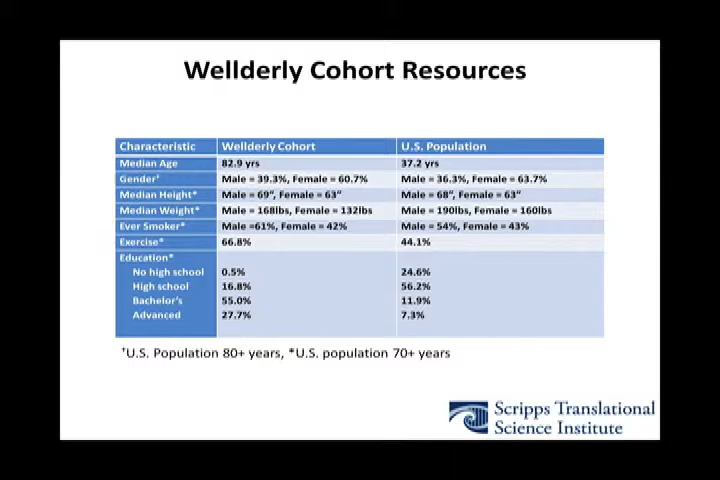 Wellderly Cohort Resources
Characteristic Wellderly Cohort U.S. Population
Median Age 82.9 yrs 37.2 yrs
Gender† Male = 39.3%, Female = 60.7% Male = 36.3%, Female = 63.7%
Median Height* Male = 69”, Female = 63” Male = 68”, Female = 63”
Median Weight* Male = 168lbs, Female = 132lbs Male = 190lbs, Female = 160lbs
Ever Smoker* Male =61%, Female = 42% Male = 54%, Female = 43%
Exercise* 66.8% 44.1%
Education*
No high school 0.5% 24.6%
High school 16.8% 56.2%
Bachelor’s 55.0% 11.9%
Advanced 27.7% 7.3%
†U.S. Population 80+ years, *U.S. population 70+ years
Scripps Translational
Science Institute